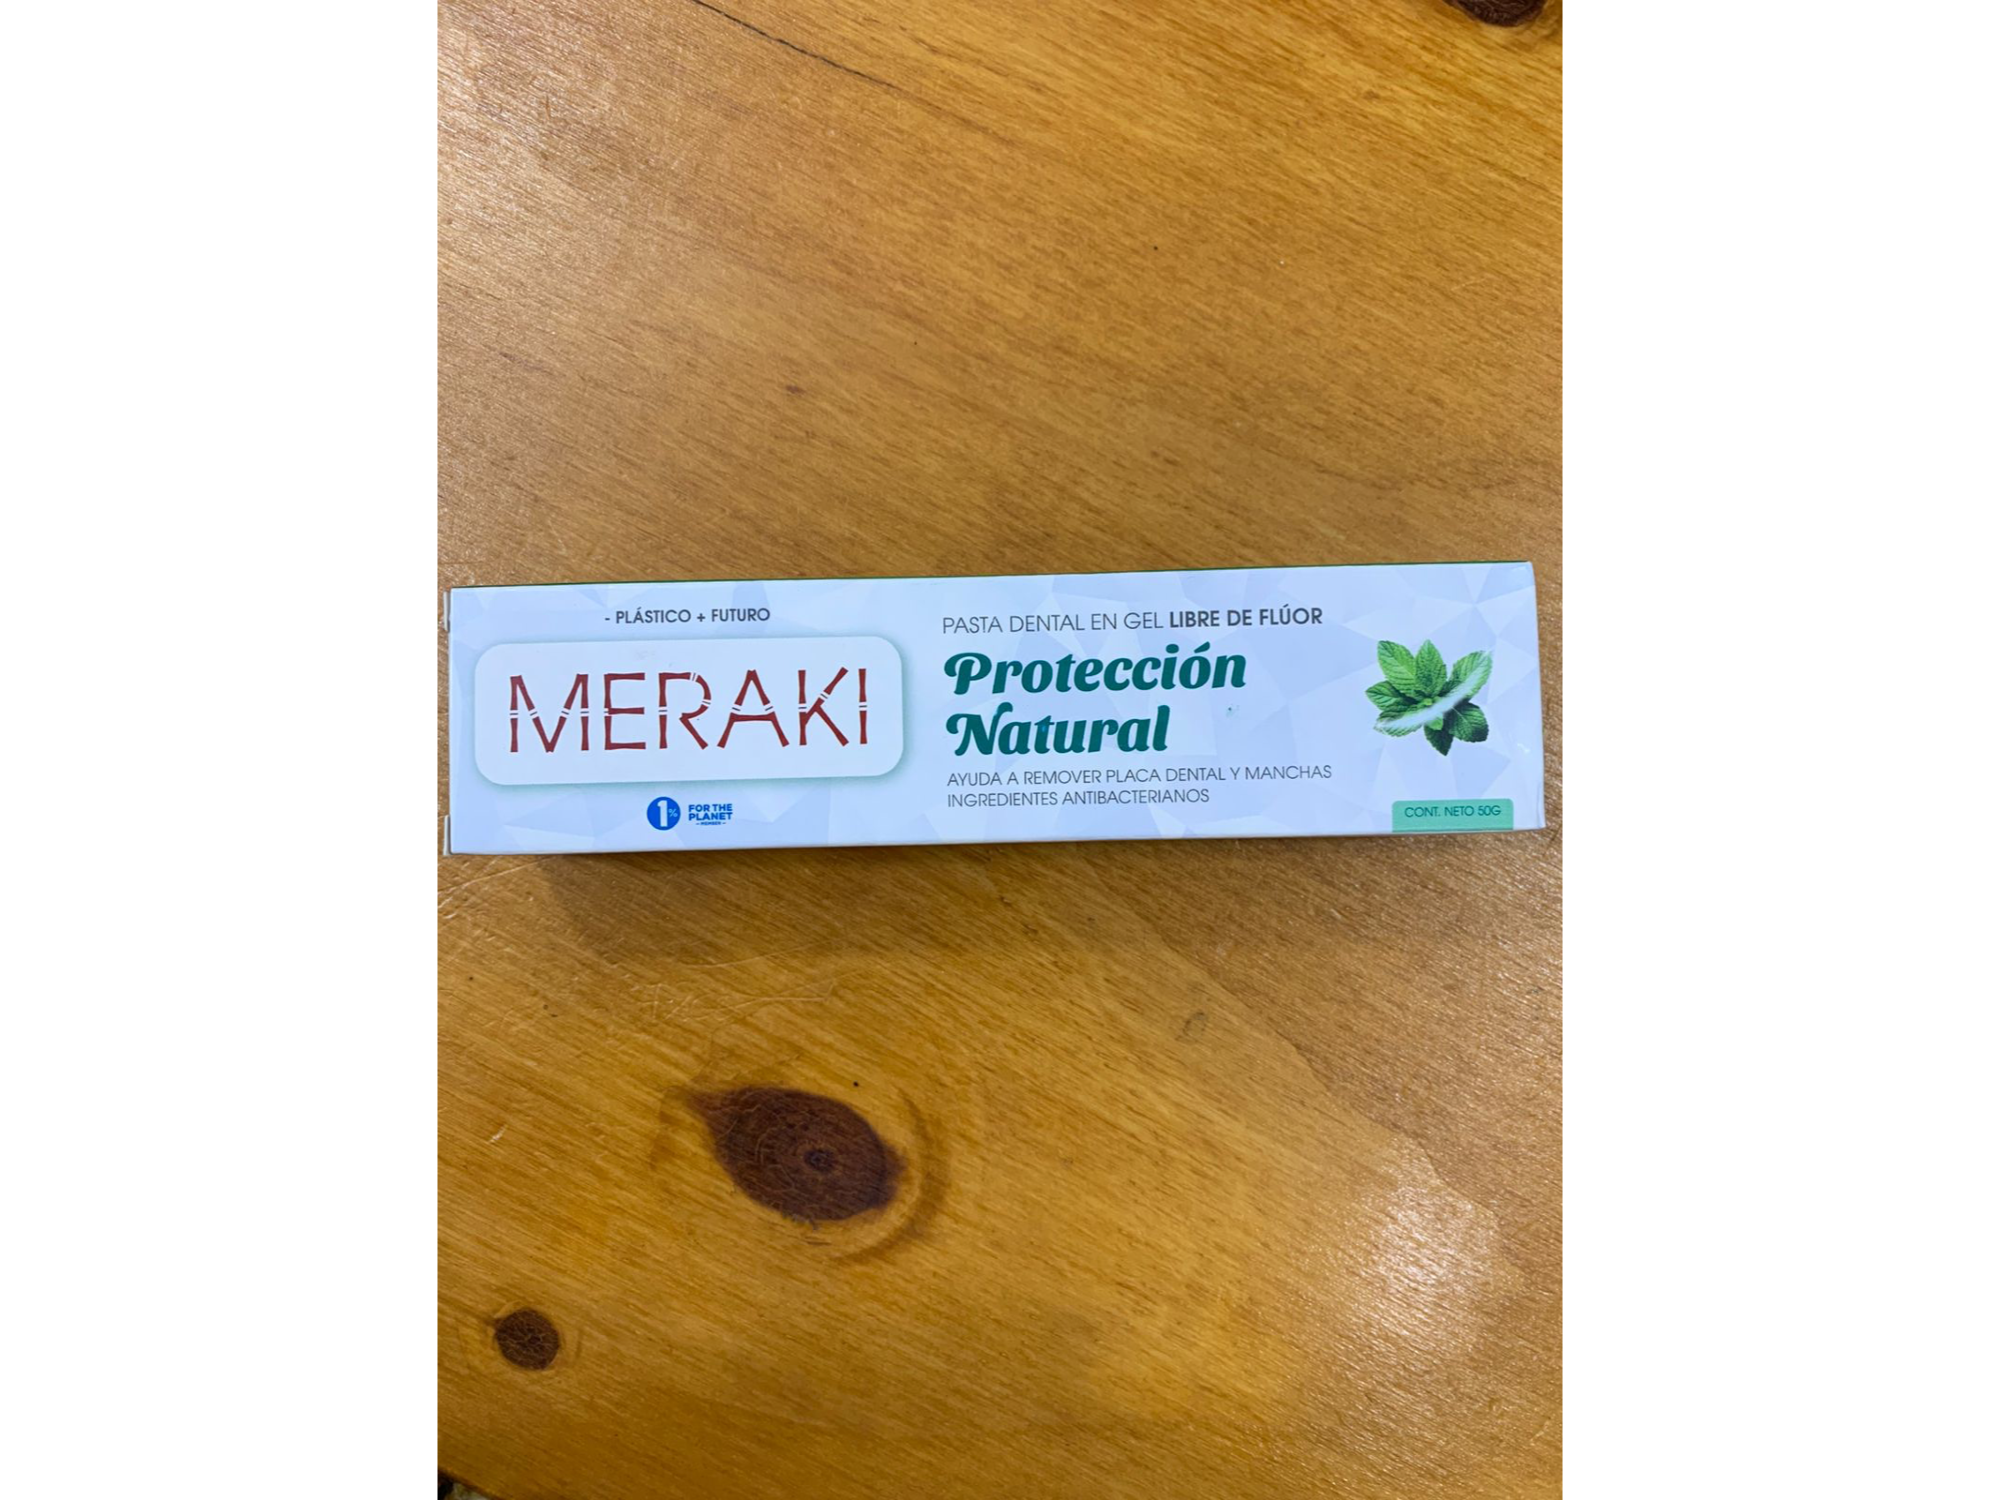 - PLÁSTICO + FUTURO
MERAKI
1% FOR THE
PLANET
– MEMBER –
PASTA DENTAL EN GEL LIBRE DE FLÚOR
Protección
Natural
AYUDA A REMOVER PLACA DENTAL Y MANCHAS
INGREDIENTES ANTIBACTERIANOS
CONT. NETO 50G